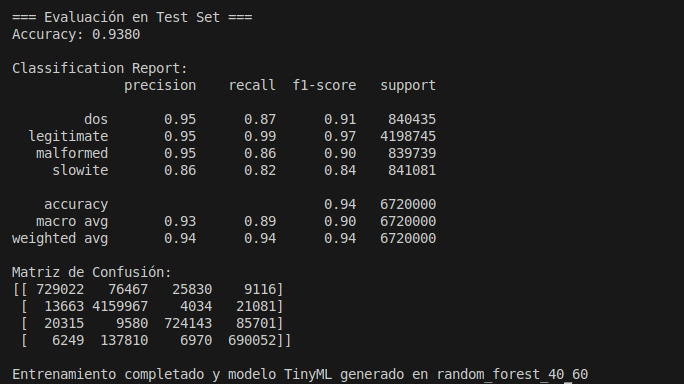 === Evaluación en Test Set ===
Accuracy: 0.9380
Classification Report:
precision recall f1-score support
dos 0.95 0.87 0.91 840435
legitimate 0.95 0.99 0.97 4198745
malformed 0.95 0.86 0.90 839739
slowite 0.86 0.82 0.84 841081
accuracy 0.94 6720000
macro avg 0.93 0.89 0.90 6720000
weighted avg 0.94 0.94 0.94 6720000
Matriz de Confusión:
[[ 729022 76467 25830 9116]
[ 13663 4159967 4034 21081]
[ 20315 9580 724143 85701]
[ 6249 137810 6970 690052]]
Entrenamiento completado y modelo TinyML generado en random_forest_40_60